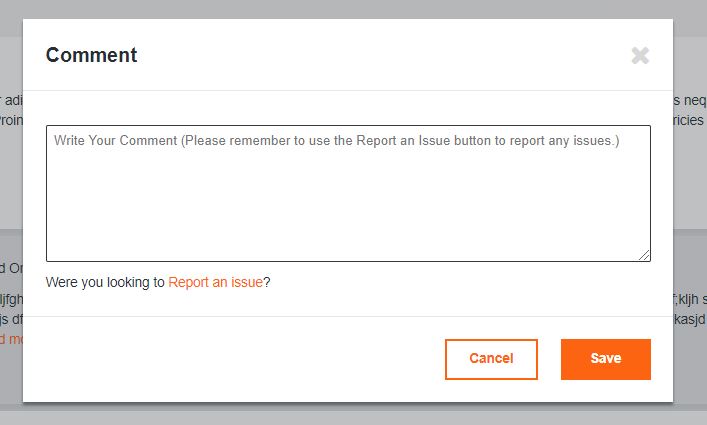 Comment
Write Your Comment (Please remember to use the Report an Issue button to report any issues.)
Were you looking to Report an issue?
Cancel
Save